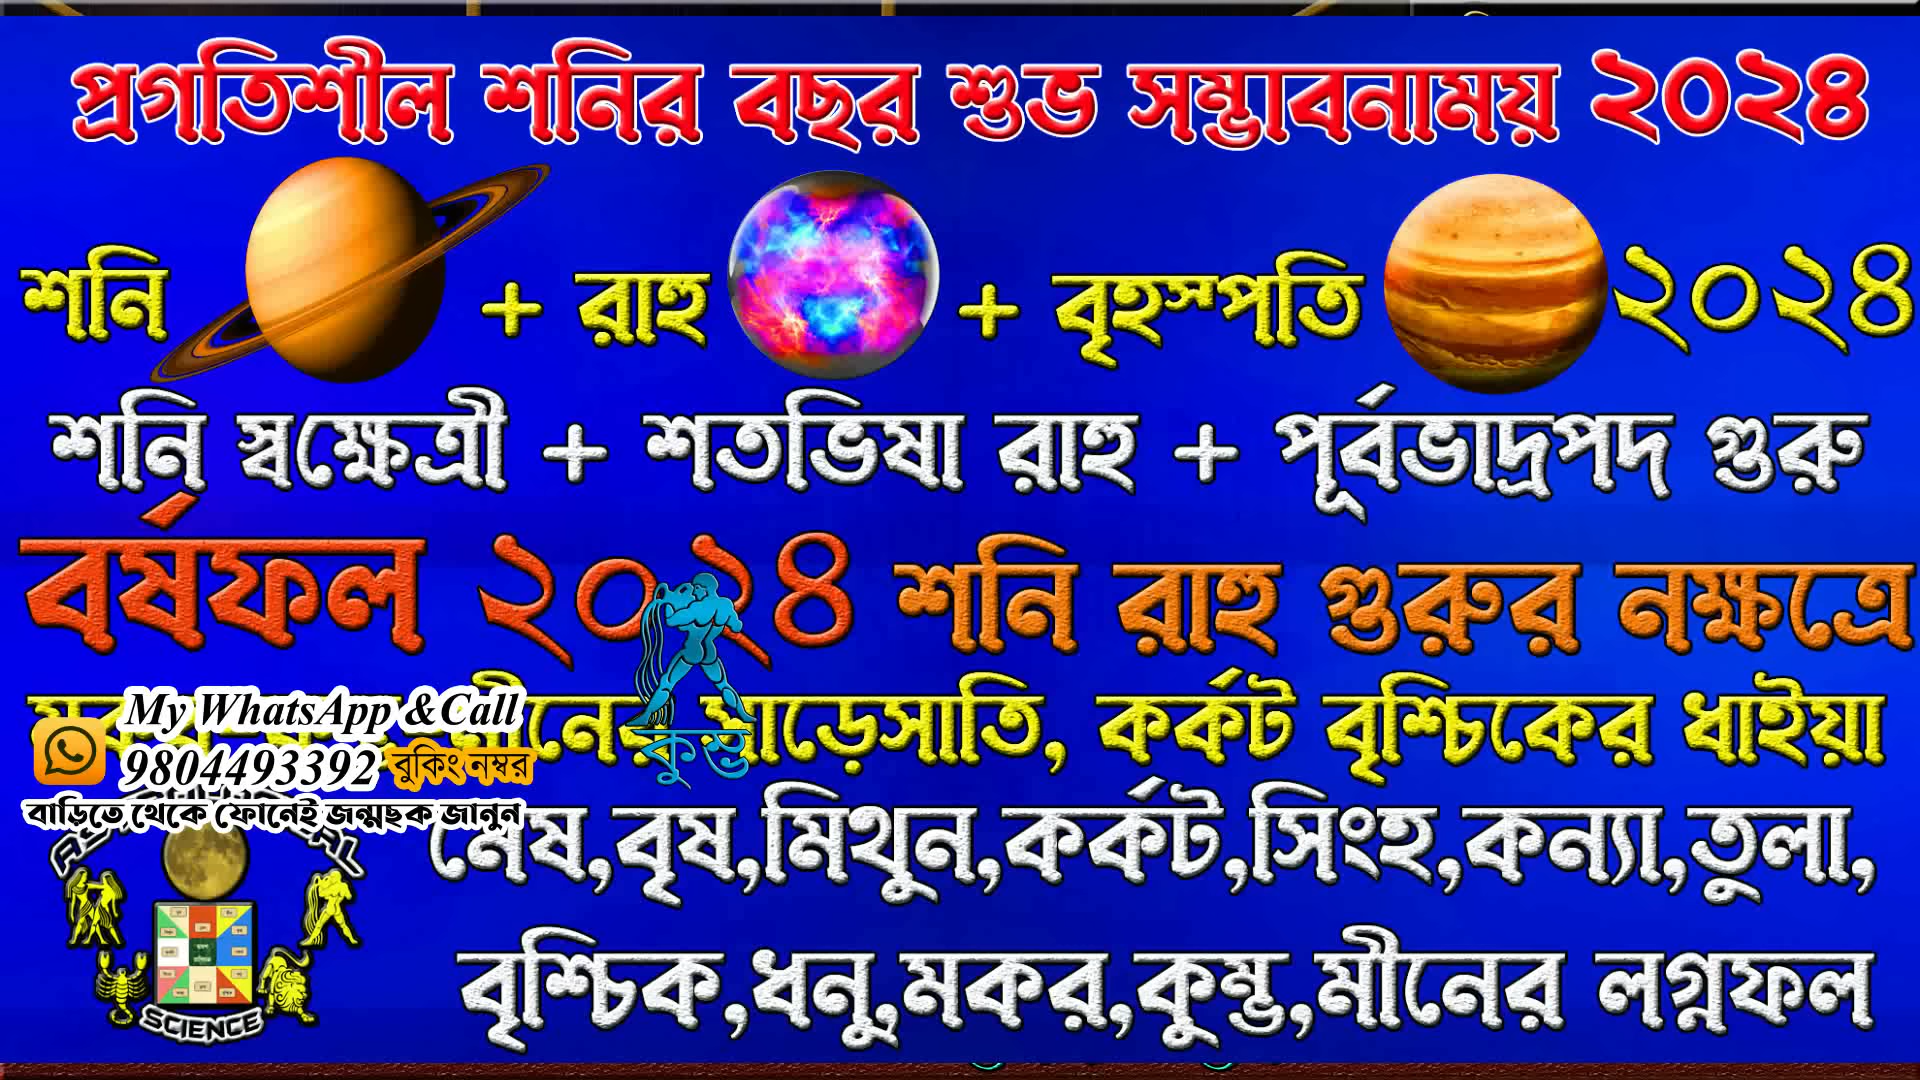 প্রগতিশীল শনির বছর শুভ সম্ভাবনাময় ২০২৪
শনি + রাহু + বৃহস্পতি ২০২৪
শনি স্বক্ষেত্রী + শতভিষা রাহু + পূর্বভাদ্রপদ গুরু
বর্ষফল ২০২৪ শনি রাহু গুরুর নক্ষত্রে
মীনের সাড়েসাতি, কর্কট বৃশ্চিকের ধাইয়া
My WhatsApp &Call
9804493392 বুকিং নম্বর
কুম্ভ
বাড়িতে থেকে ফোনেই জন্মছক জানুন
মেষ,বৃষ,মিথুন,কর্কট,সিংহ,কন্যা,তুলা,
বৃশ্চিক,ধনু,মকর,কুম্ভ,মীনের লগ্নফল
SCIENCE